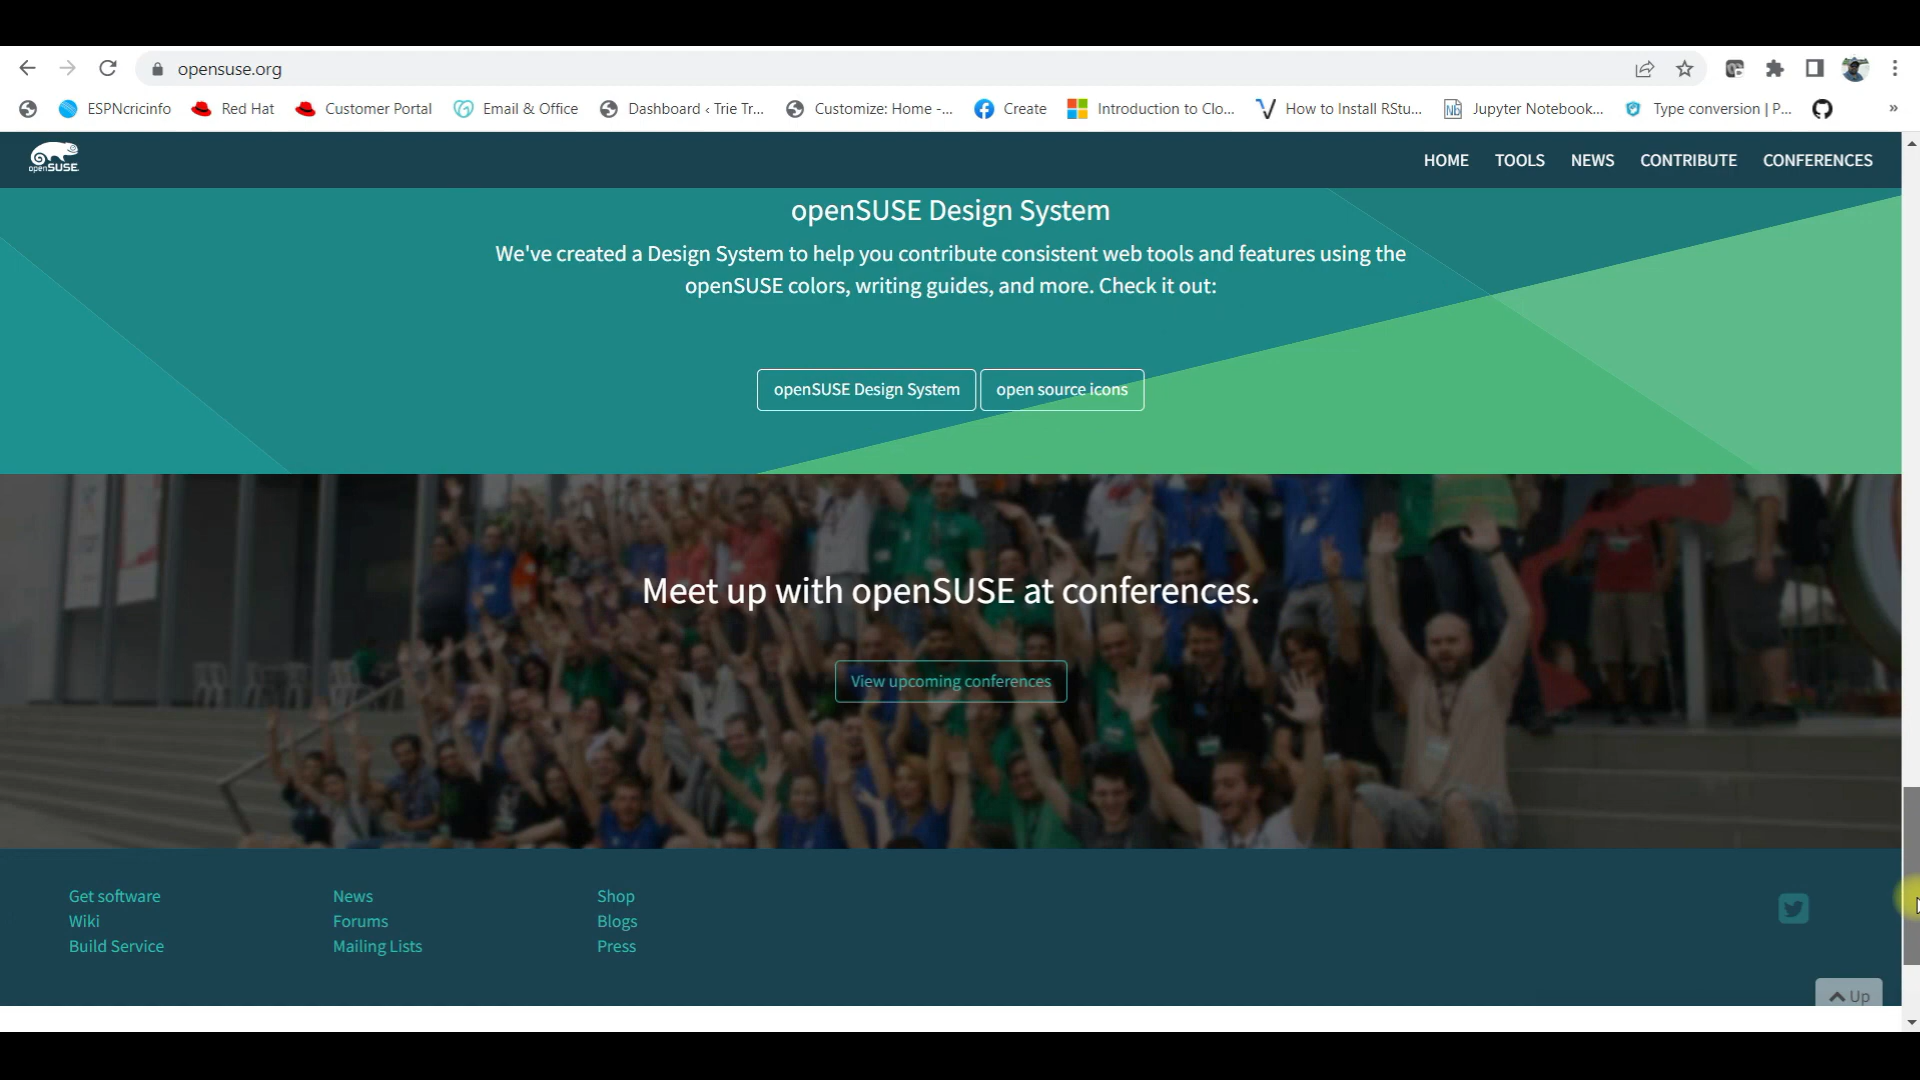 opensuse.org
ESPNcricinfo Red Hat Customer Portal Email & Office Dashboard ‹ Trie Tr... Customize: Home -... Create Introduction to Clo... How to Install RStu... Jupyter Notebook... Type conversion | P... »
openSUSE HOME TOOLS NEWS CONTRIBUTE CONFERENCES
openSUSE Design System
We've created a Design System to help you contribute consistent web tools and features using the
openSUSE colors, writing guides, and more. Check it out:
openSUSE Design System open source icons
Meet up with openSUSE at conferences.
View upcoming conferences
Get software News Shop
Wiki Forums Blogs
Build Service Mailing Lists Press
Up